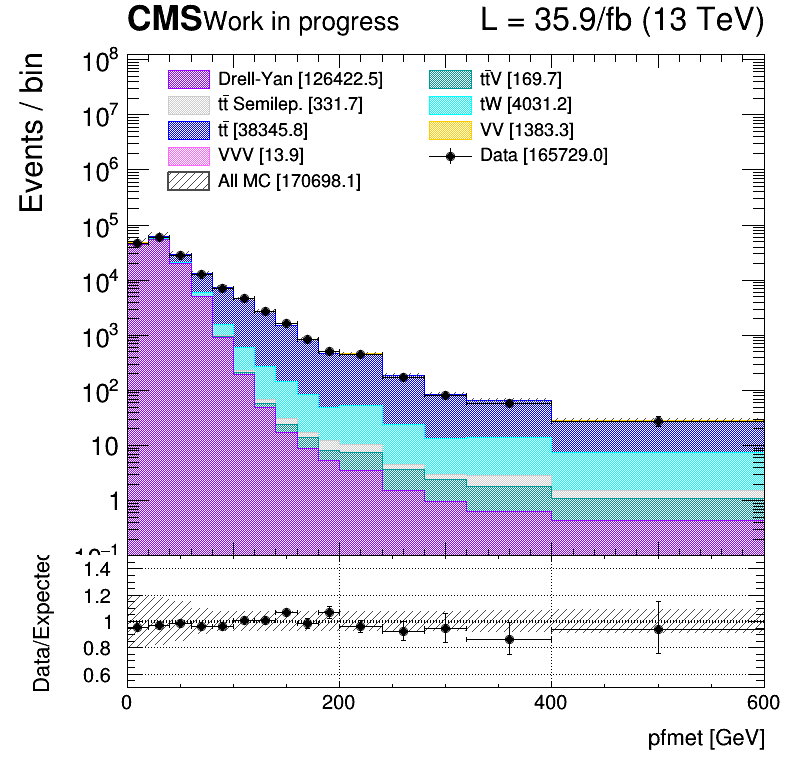 CMS Work in progress L = 35.9/fb (13 TeV)
Events / bin
10⁸
10⁷
10⁶
10⁵
10⁴
10³
10²
10
1
10⁻¹
Drell-Yan [126422.5]
tt̄ Semilep. [331.7]
tt̄ [38345.8]
VVV [13.9]
All MC [170698.1]
tt̄V [169.7]
tW [4031.2]
VV [1383.3]
Data [165729.0]
Data/Expected
1.4
1.2
1
0.8
0.6
0 200 400 600
pfmet [GeV]